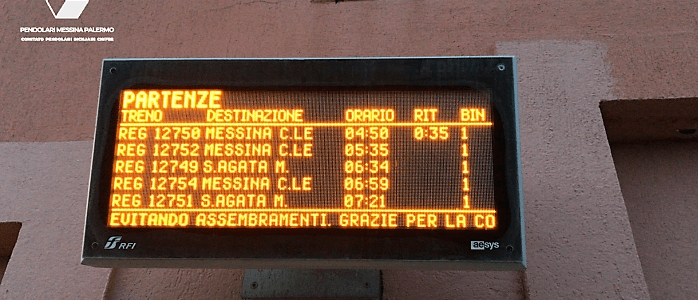 PENDOLARI MESSINA PALERMO
COMITATO PENDOLARI SICILIANI CIUFER
PARTENZE
TRENO DESTINAZIONE ORARIO RIT BIN
REG 12750 MESSINA C.LE 04:50 0:35 1
REG 12752 MESSINA C.LE 05:35 1
REG 12749 S.AGATA M. 06:34 1
REG 12754 MESSINA C.LE 06:59 1
REG 12751 S.AGATA M. 07:21 1
EVITANDO ASSEMBRAMENTI. GRAZIE PER LA CO
RFI
aesys